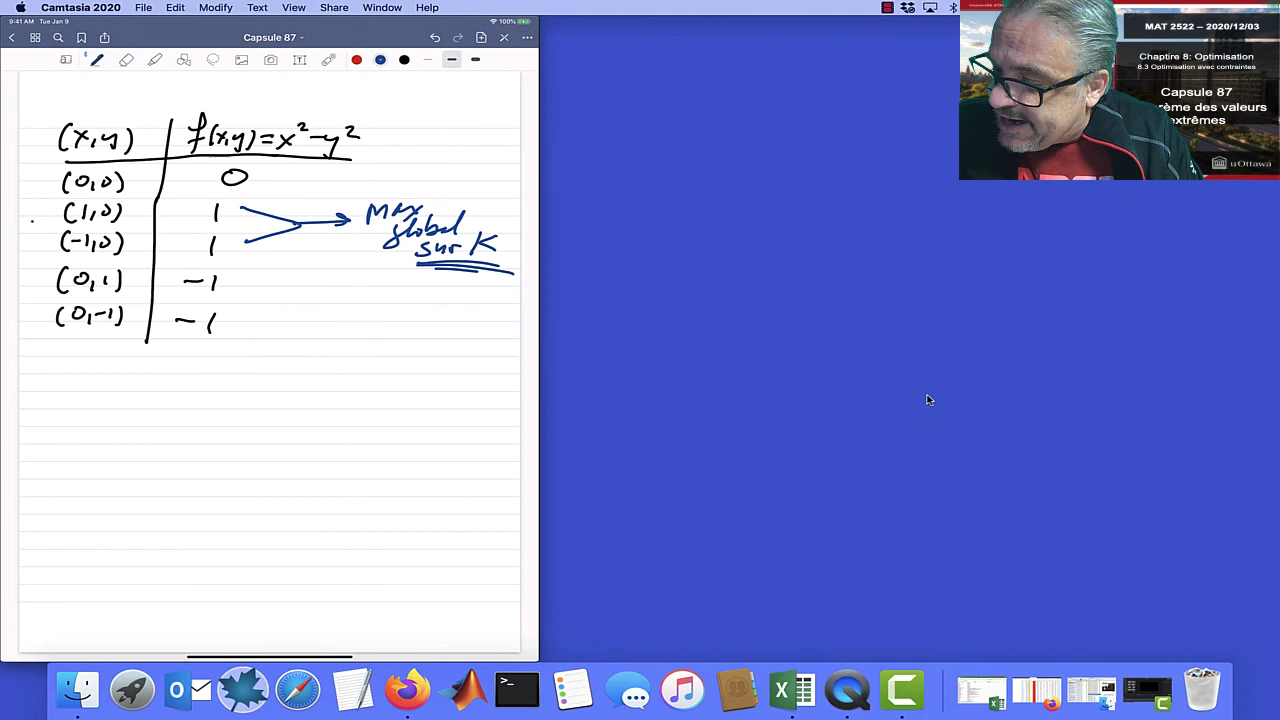 Camtasia 2020 File Edit Modify Text View Share Window Help
9:41 AM Tue Jan 9
100%
Capsule 87
(x,y) f(x,y)=x²-y²
(0,0) 0
(1,0) 1
(-1,0) 1
(0,1) -1
(0,-1) -1
Max
global
sur K
MAT 2522 – 2020/12/03
Chapitre 8: Optimisation
8.3 Optimisation avec contraintes
Capsule 87
rème des valeurs
extrêmes
uOttawa